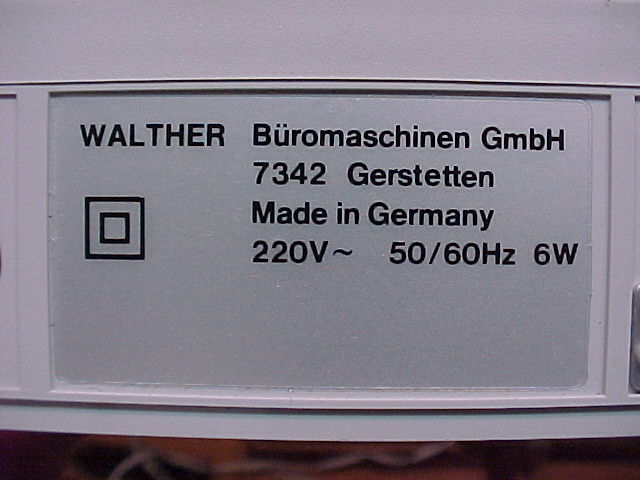 WALTHER Büromaschinen GmbH
7342 Gerstetten
Made in Germany
220V~ 50/60Hz 6W